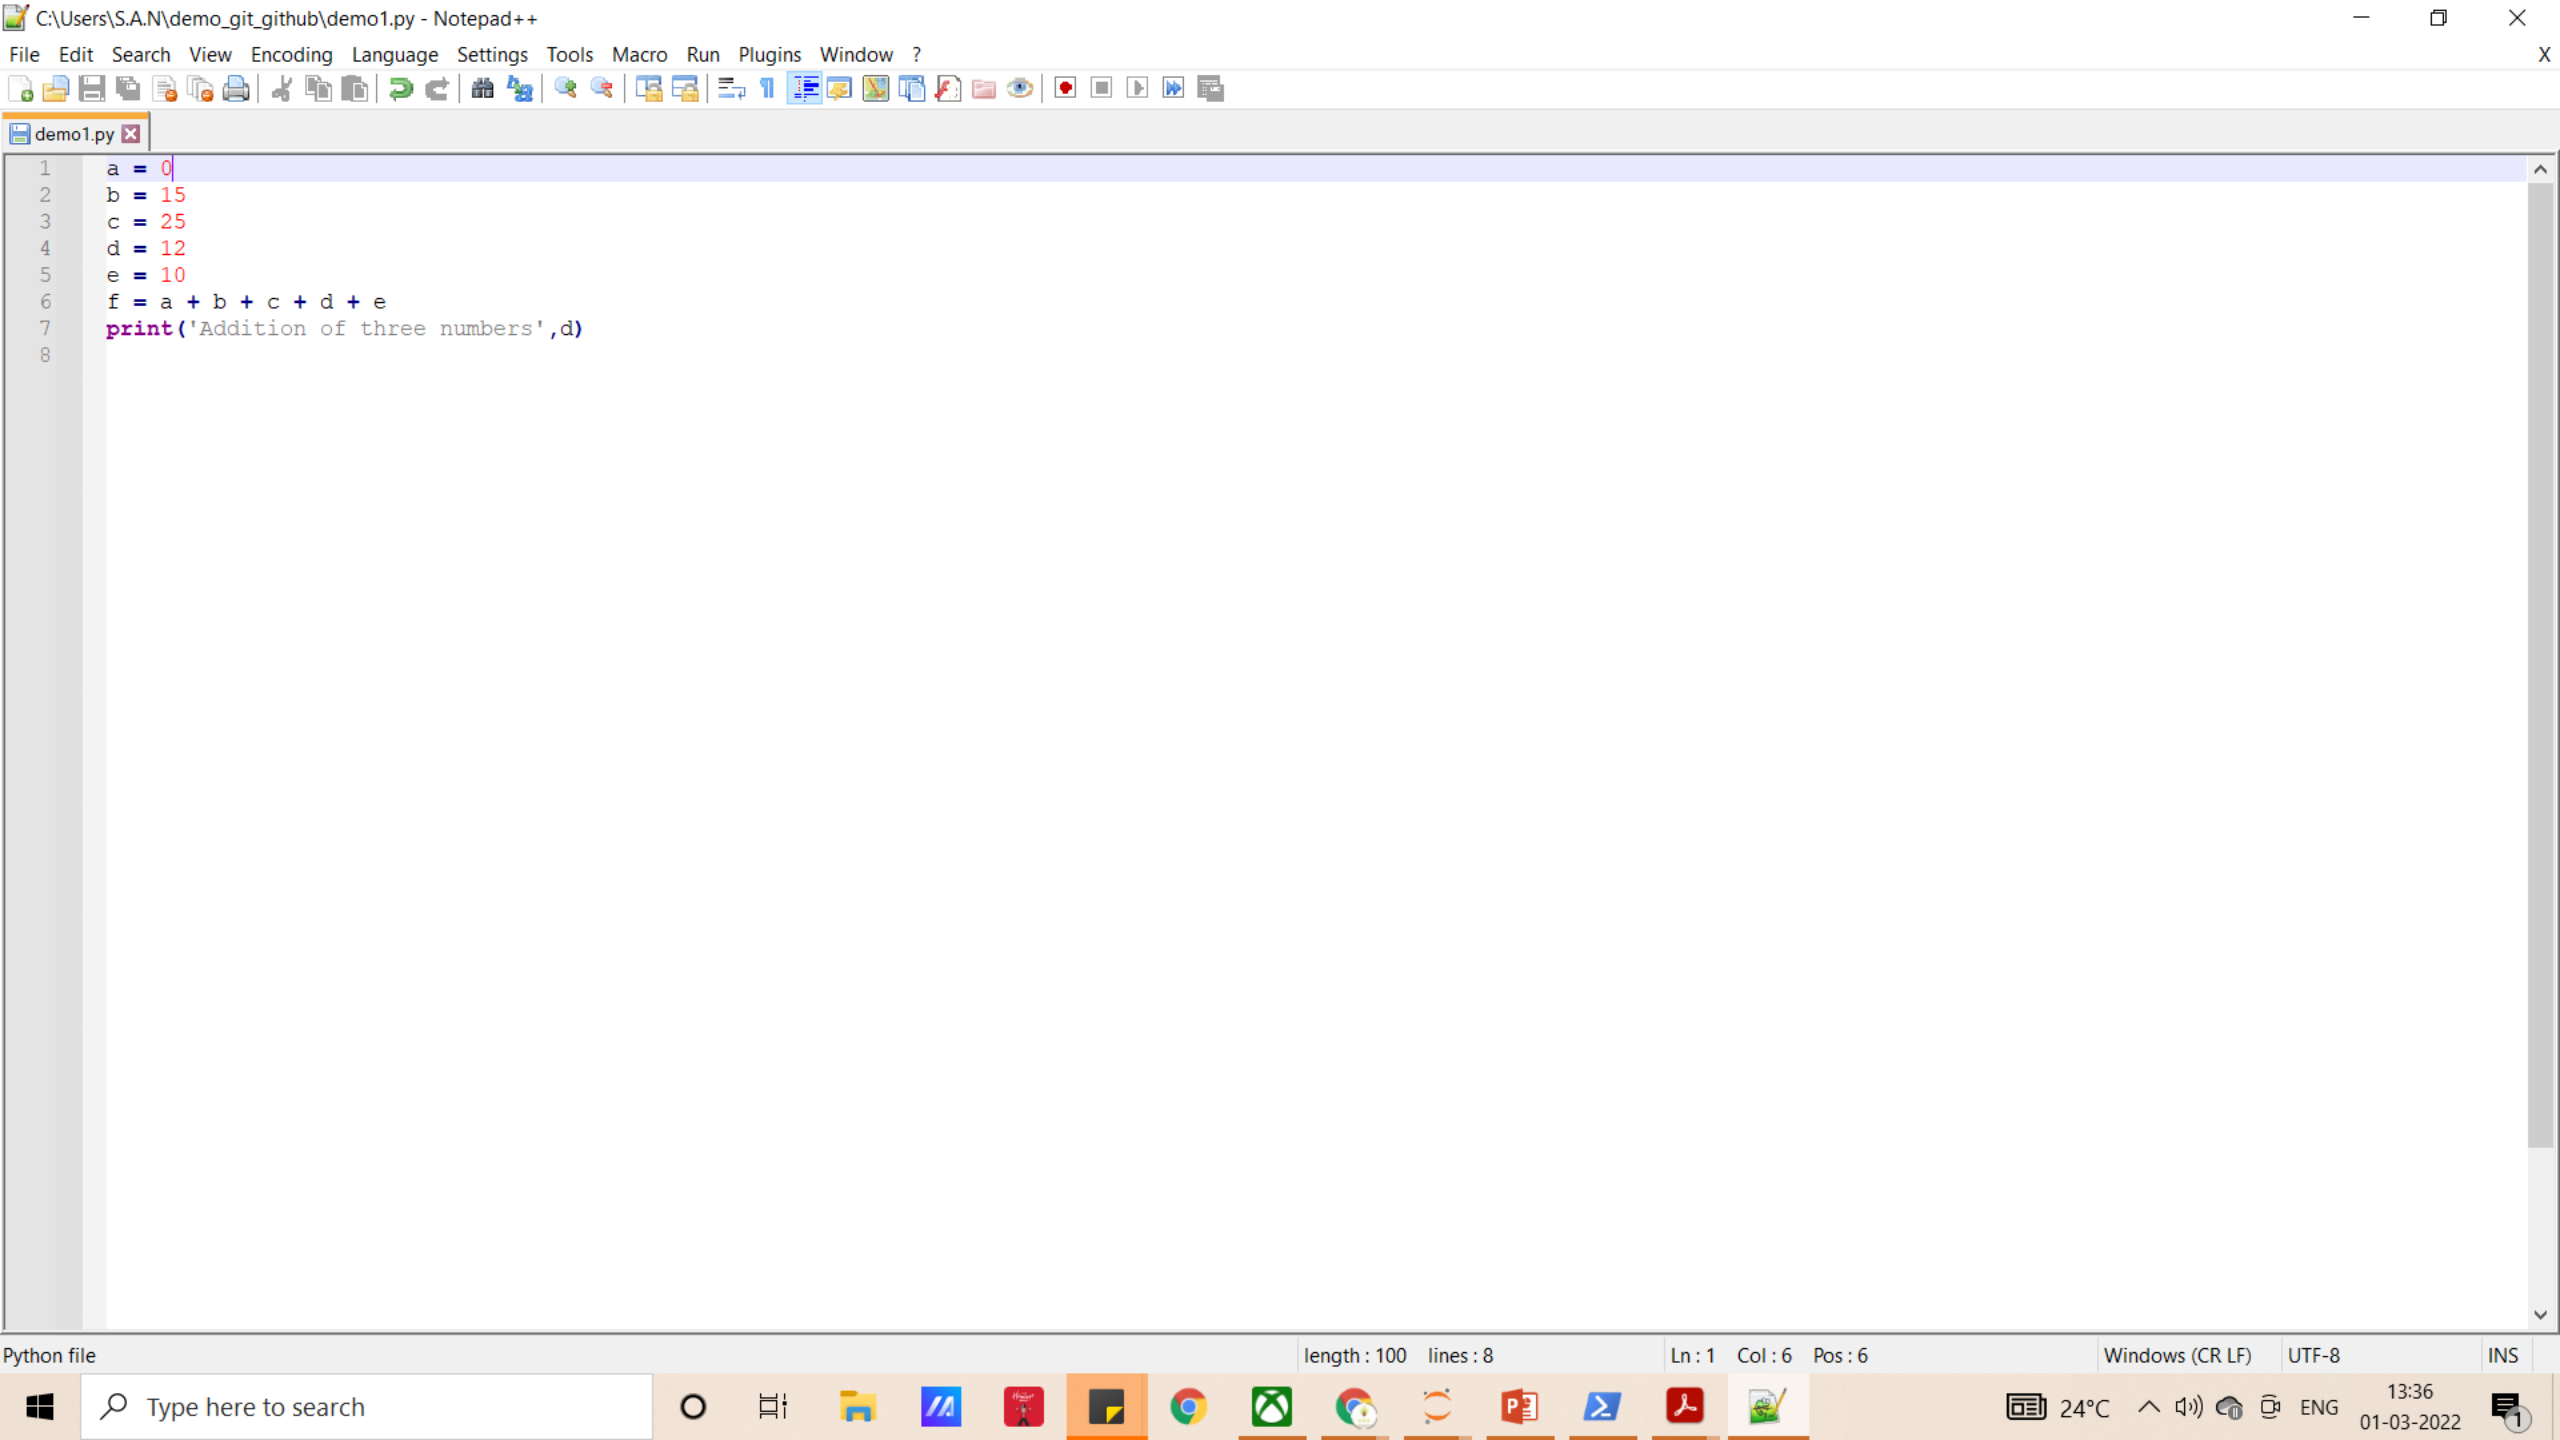 C:\Users\S.A.N\demo_git_github\demo1.py - Notepad++
File Edit Search View Encoding Language Settings Tools Macro Run Plugins Window ? X
demo1.py
1 a = 0
2 b = 15
3 c = 25
4 d = 12
5 e = 10
6 f = a + b + c + d + e
7 print('Addition of three numbers',d)
8
Python file length : 100 lines : 8 Ln : 1 Col : 6 Pos : 6 Windows (CR LF) UTF-8 INS
Type here to search 24°C ENG 13:36
01-03-2022 1